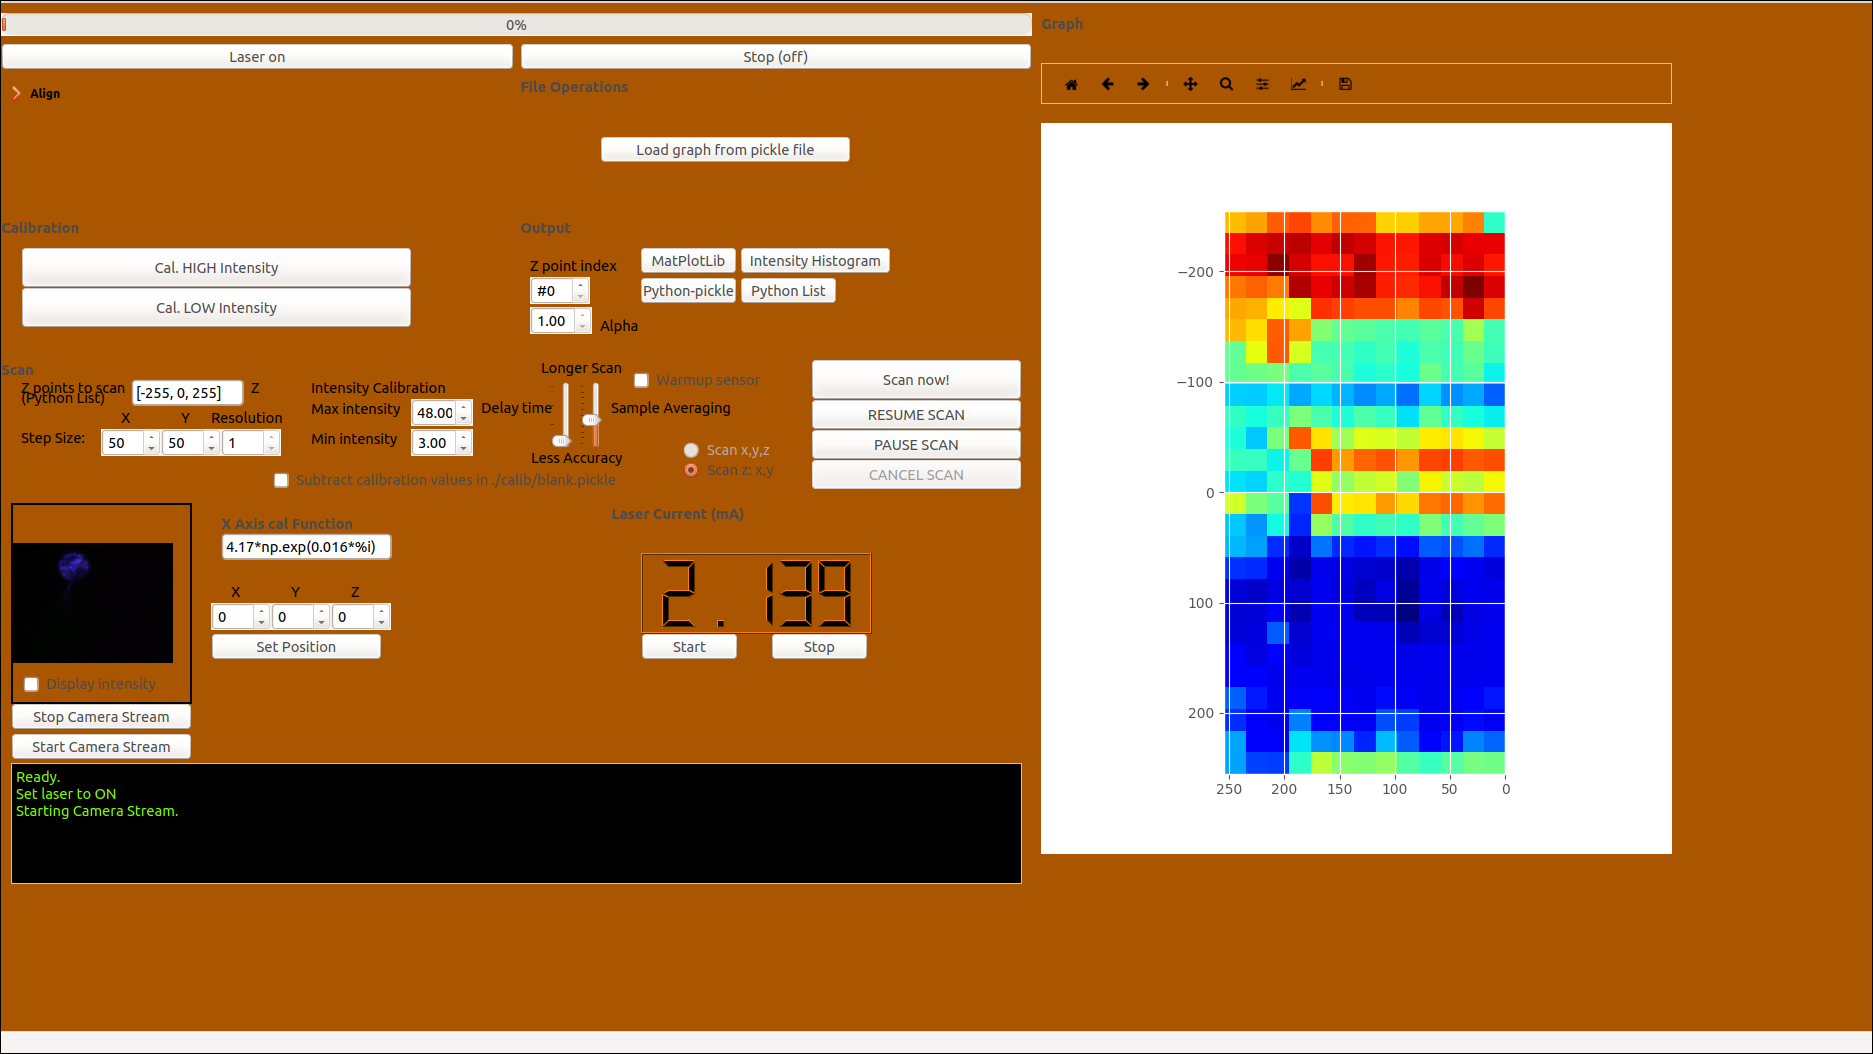 0%
Graph
Laser on
Stop (off)
Align
File Operations
Load graph from pickle file
Calibration
Output
Cal. HIGH Intensity
Cal. LOW Intensity
Z point index
#0
1.00
Alpha
MatPlotLib
Intensity Histogram
Python-pickle
Python List
Scan
Z points to scan
(Python List)
[-255, 0, 255]
Z
X
Y
Resolution
Step Size:
50
50
1
Intensity Calibration
Max intensity
48.00
Min intensity
3.00
Longer Scan
Delay time
Sample Averaging
Less Accuracy
Warmup sensor
Scan x,y,z
Scan z: x,y
Scan now!
RESUME SCAN
PAUSE SCAN
CANCEL SCAN
Subtract calibration values in ./calib/blank.pickle
X Axis cal Function
4.17*np.exp(0.016*%i)
X
Y
Z
0
0
0
Set Position
Laser Current (mA)
2.139
Start
Stop
Display intensity
Stop Camera Stream
Start Camera Stream
Ready.
Set laser to ON
Starting Camera Stream.
−200
−100
0
100
200
250
200
150
100
50
0